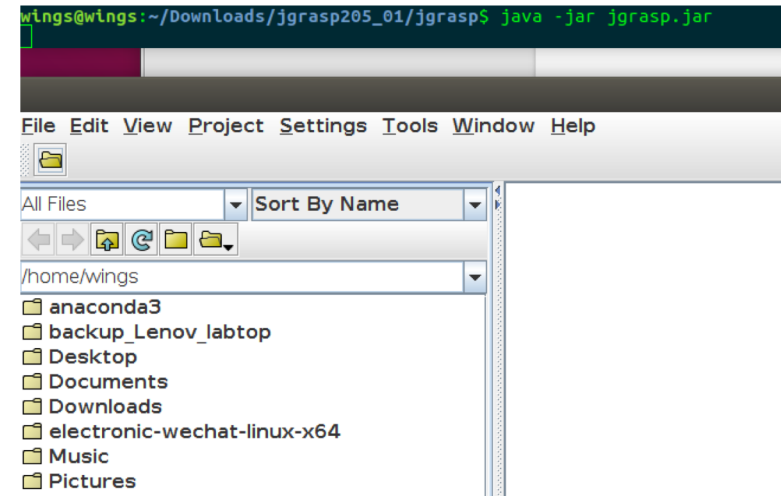 wings@wings:~/Downloads/jgrasp205_01/jgrasp$ java -jar jgrasp.jar
File Edit View Project Settings Tools Window Help
All Files Sort By Name
/home/wings
anaconda3
backup_Lenov_labtop
Desktop
Documents
Downloads
electronic-wechat-linux-x64
Music
Pictures